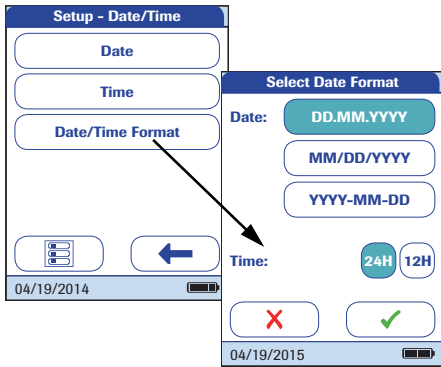 Setup - Date/Time
Date
Time
Date/Time Format
04/19/2014
Select Date Format
Date:
DD.MM.YYYY
MM/DD/YYYY
YYYY-MM-DD
Time:
24H
12H
04/19/2015